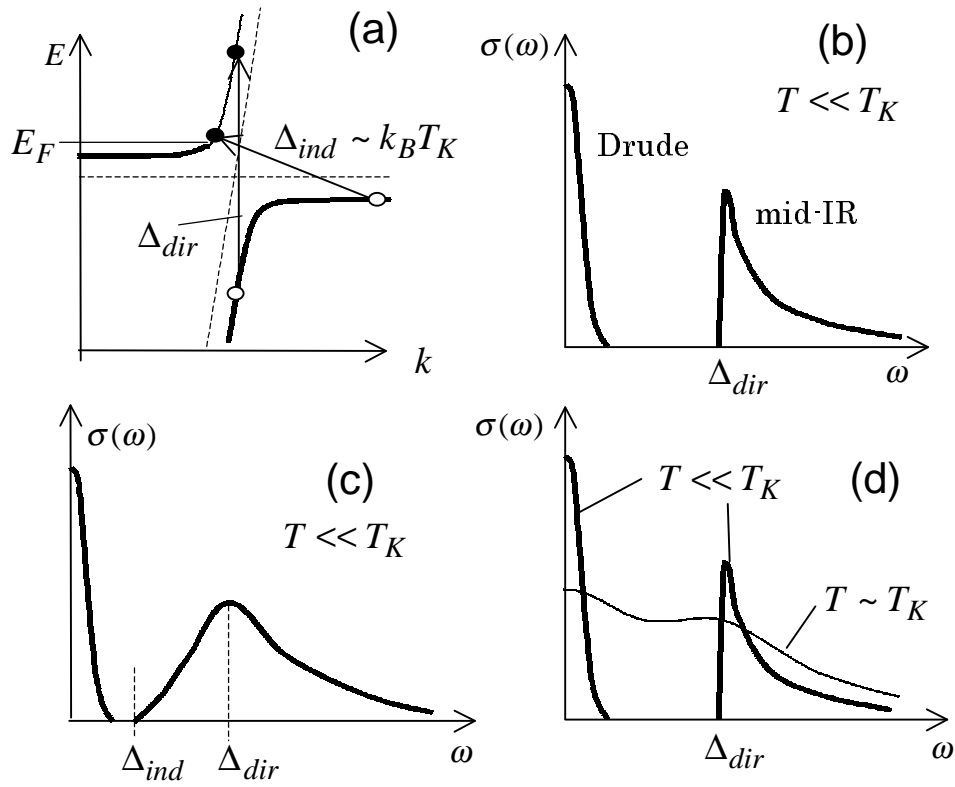 (a)
E
E_F
Δ_ind ~ k_B T_K
Δ_dir
k
(b)
σ(ω)
T << T_K
Drude
mid-IR
Δ_dir
ω
(c)
σ(ω)
T << T_K
Δ_ind
Δ_dir
ω
(d)
σ(ω)
T << T_K
T ~ T_K
Δ_dir
ω